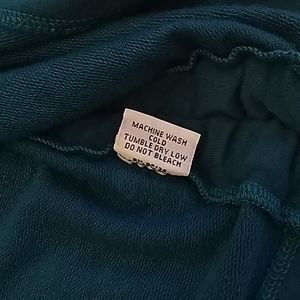 MACHINE WASH
COLD
TUMBLE DRY LOW
DO NOT BLEACH